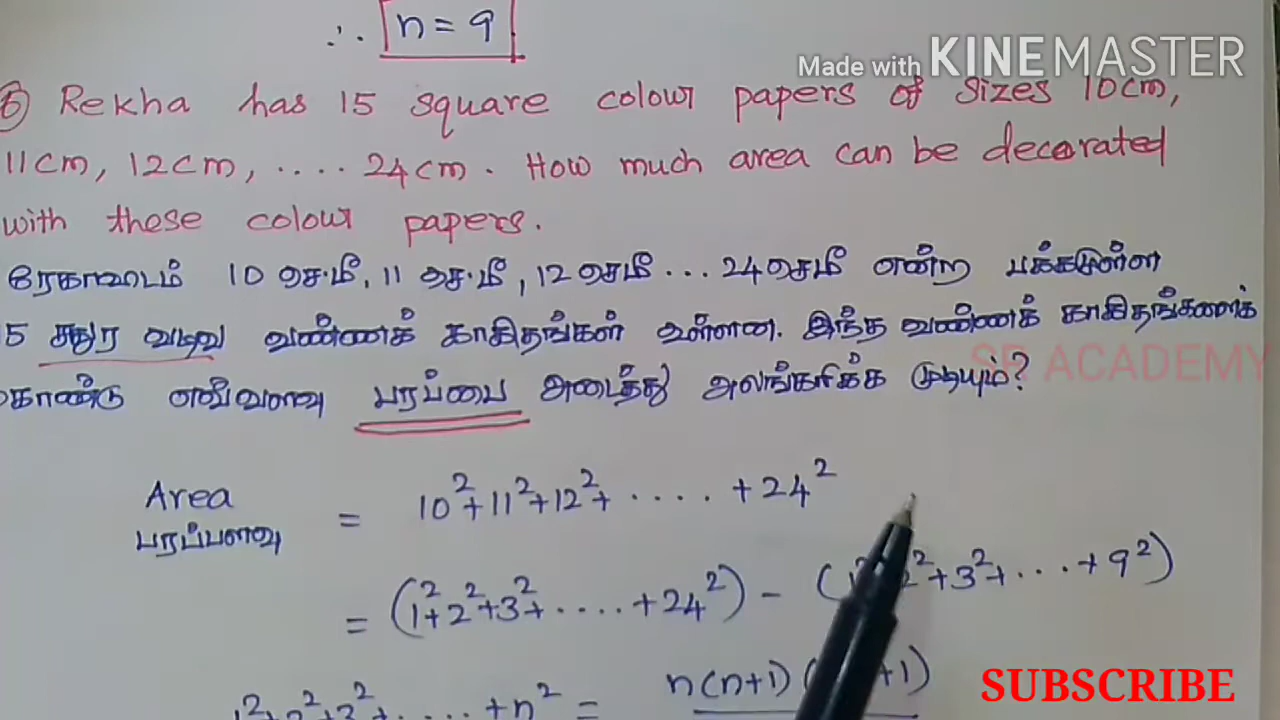 ∴ n = 9
Made with KINEMASTER
6) Rekha has 15 square colour papers of sizes 10cm,
11cm, 12cm, .... 24cm. How much area can be decorated
with these colour papers.
ரேகாவிடம் 10 செ.மீ, 11 செ.மீ, 12 செமீ ... 24 செமீ என்ற பக்கமுள்ள
5 சதுர வடிவ வண்ணக் காகிதங்கள் உள்ளன. இந்த வண்ணக் காகிதங்களைக்
கொண்டு எவ்வளவு பரப்பை அடைத்து அலங்கரிக்க முடியும்?
SR ACADEMY
Area = 10² + 11² + 12² + .... + 24²
பரப்பளவு
= (1² + 2² + 3² + .... + 24²) - (1² 2² + 3² + ... + 9²)
1² + 2² + 3² + .... + n² = n(n+1)( +1)
SUBSCRIBE